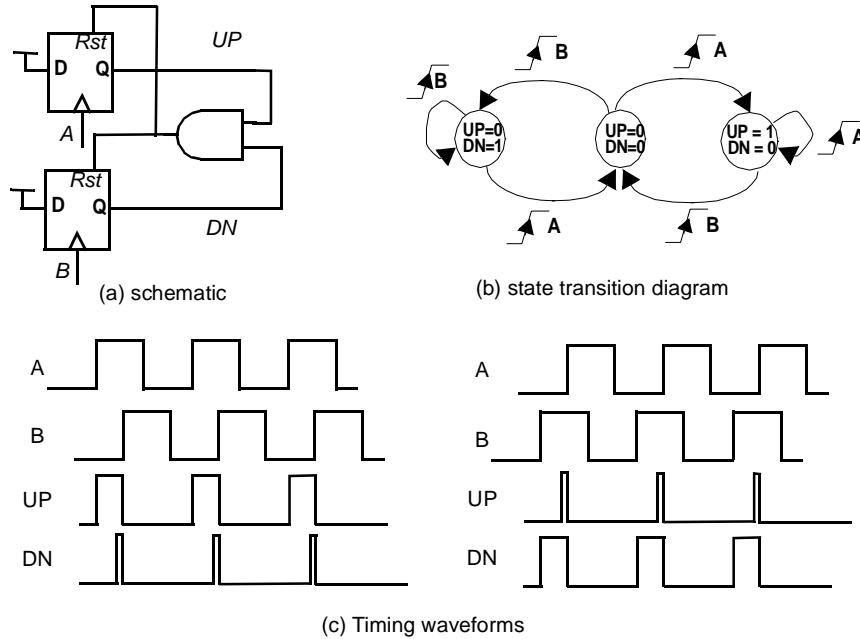 Rst
UP
D Q
A
Rst
D Q
DN
B
(a) schematic
B
A
B
UP=0
DN=1
UP=0
DN=0
UP = 1
DN = 0
A
A
B
(b) state transition diagram
A
B
UP
DN
A
B
UP
DN
(c) Timing waveforms